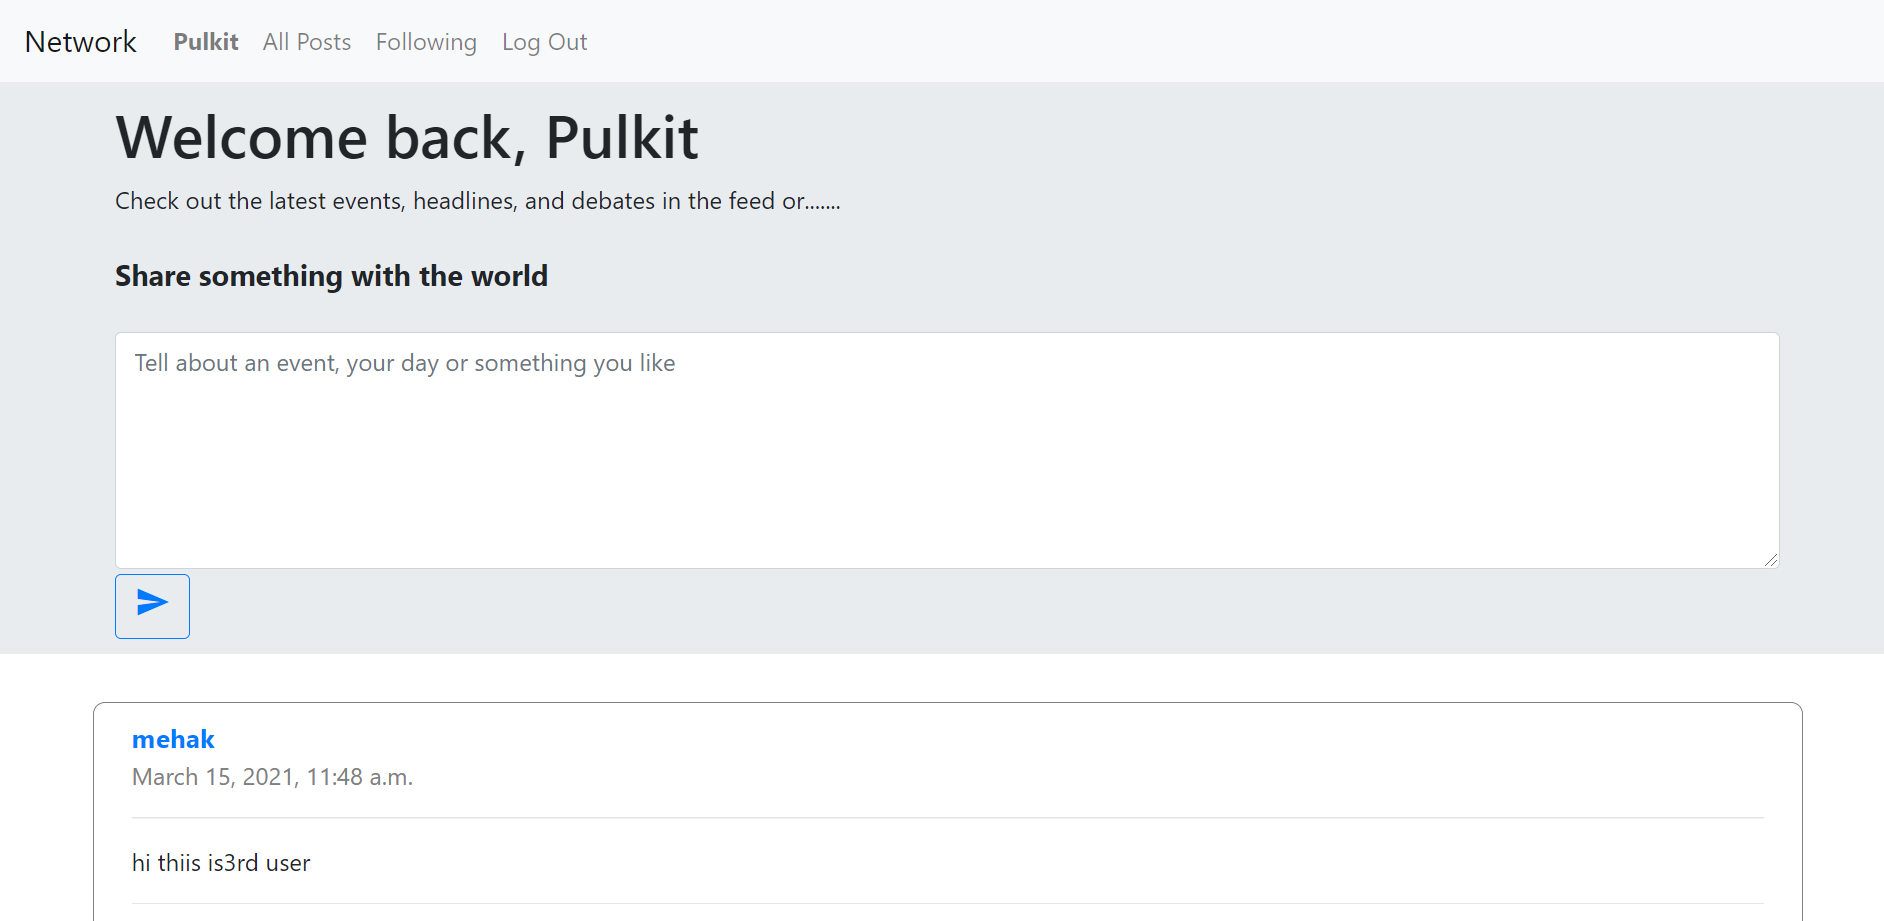 Network Pulkit All Posts Following Log Out
Welcome back, Pulkit
Check out the latest events, headlines, and debates in the feed or.......
Share something with the world
Tell about an event, your day or something you like
mehak
March 15, 2021, 11:48 a.m.
hi thiis is3rd user